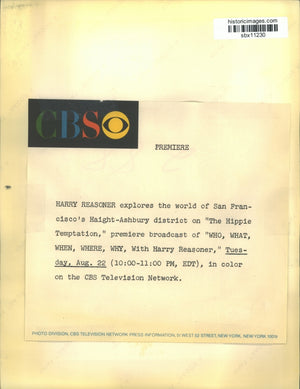 historicimages.com
sbx11230
CBS
PREMIERE
HARRY REASONER explores the world of San Fran-
cisco's Haight-Ashbury district on "The Hippie
Temptation," premiere broadcast of "WHO, WHAT,
WHEN, WHERE, WHY, With Harry Reasoner," Tues-
day, Aug. 22 (10:00-11:00 PM, EDT), in color
on the CBS Television Network.
PHOTO DIVISION, CBS TELEVISION NETWORK PRESS INFORMATION, 51 WEST 52 STREET, NEW YORK, NEW YORK 10019